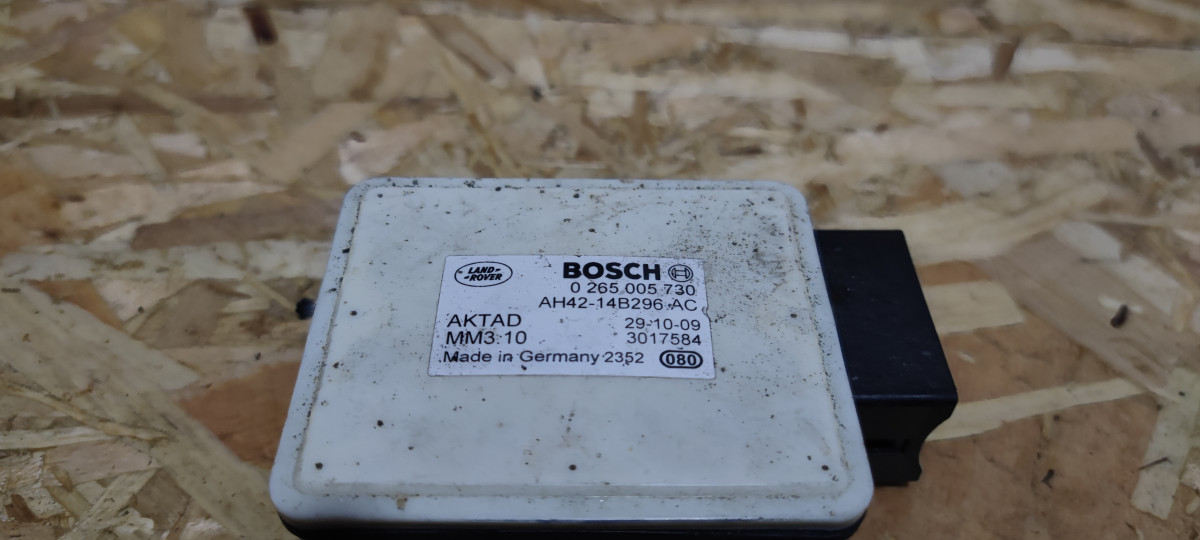 LAND-
-ROVER
BOSCH
0 265 005 730
AH42-14B296-AC
AKTAD 29-10-09
MM3.10 3017584
Made in Germany 2352 080